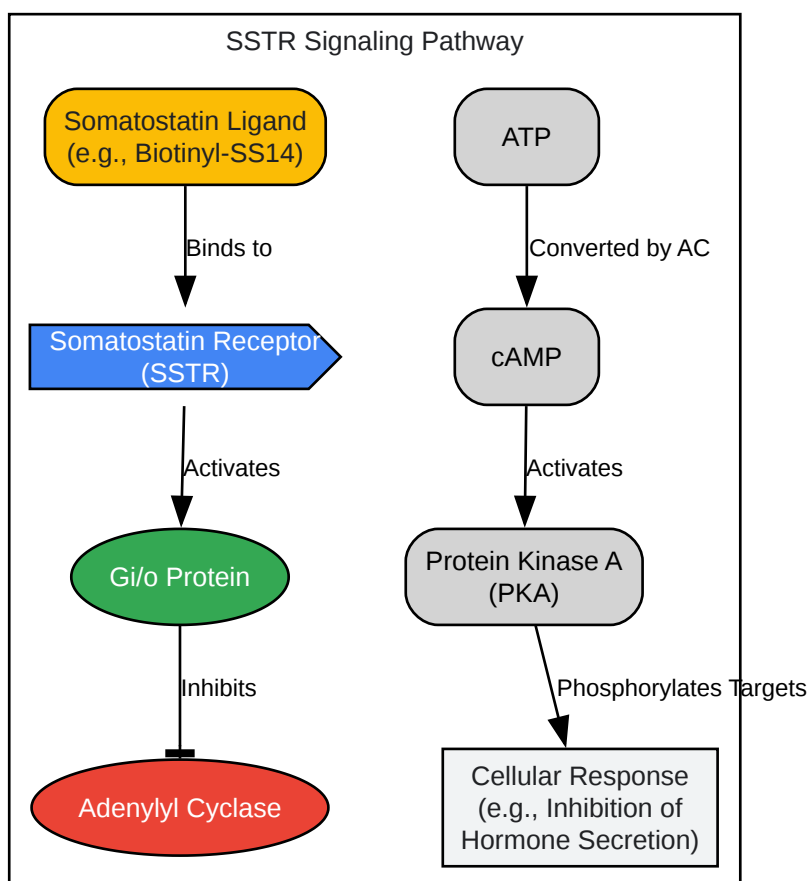 SSTR Signaling Pathway
Somatostatin Ligand
(e.g., Biotinyl-SS14)
Binds to
Somatostatin Receptor
(SSTR)
Activates
Gi/o Protein
Inhibits
Adenylyl Cyclase
ATP
Converted by AC
cAMP
Activates
Protein Kinase A
(PKA)
Phosphorylates Targets
Cellular Response
(e.g., Inhibition of
Hormone Secretion)